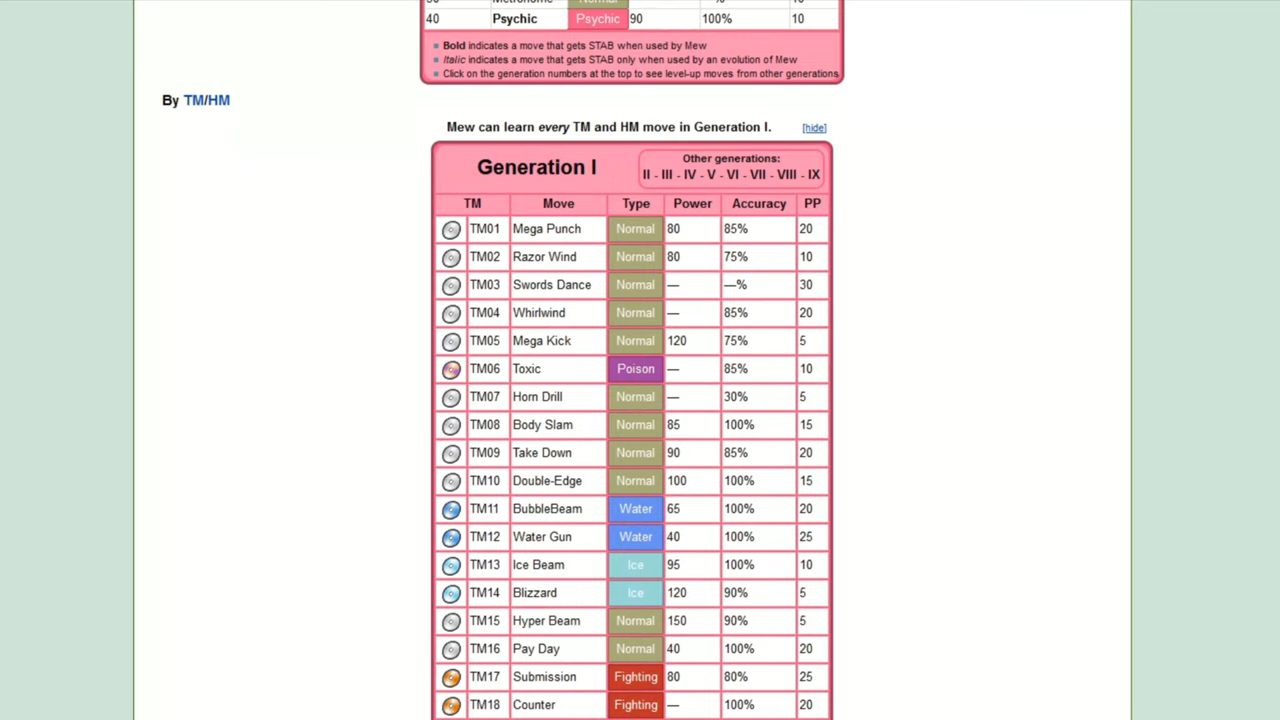 40 Psychic Psychic 90 100% 10
Bold indicates a move that gets STAB when used by Mew
Italic indicates a move that gets STAB only when used by an evolution of Mew
Click on the generation numbers at the top to see level-up moves from other generations
By TM/HM
Mew can learn every TM and HM move in Generation I. [hide]
Generation I
Other generations:
II - III - IV - V - VI - VII - VIII - IX
TM Move Type Power Accuracy PP
TM01 Mega Punch Normal 80 85% 20
TM02 Razor Wind Normal 80 75% 10
TM03 Swords Dance Normal — —% 30
TM04 Whirlwind Normal — 85% 20
TM05 Mega Kick Normal 120 75% 5
TM06 Toxic Poison — 85% 10
TM07 Horn Drill Normal — 30% 5
TM08 Body Slam Normal 85 100% 15
TM09 Take Down Normal 90 85% 20
TM10 Double-Edge Normal 100 100% 15
TM11 BubbleBeam Water 65 100% 20
TM12 Water Gun Water 40 100% 25
TM13 Ice Beam Ice 95 100% 10
TM14 Blizzard Ice 120 90% 5
TM15 Hyper Beam Normal 150 90% 5
TM16 Pay Day Normal 40 100% 20
TM17 Submission Fighting 80 80% 25
TM18 Counter Fighting — 100% 20